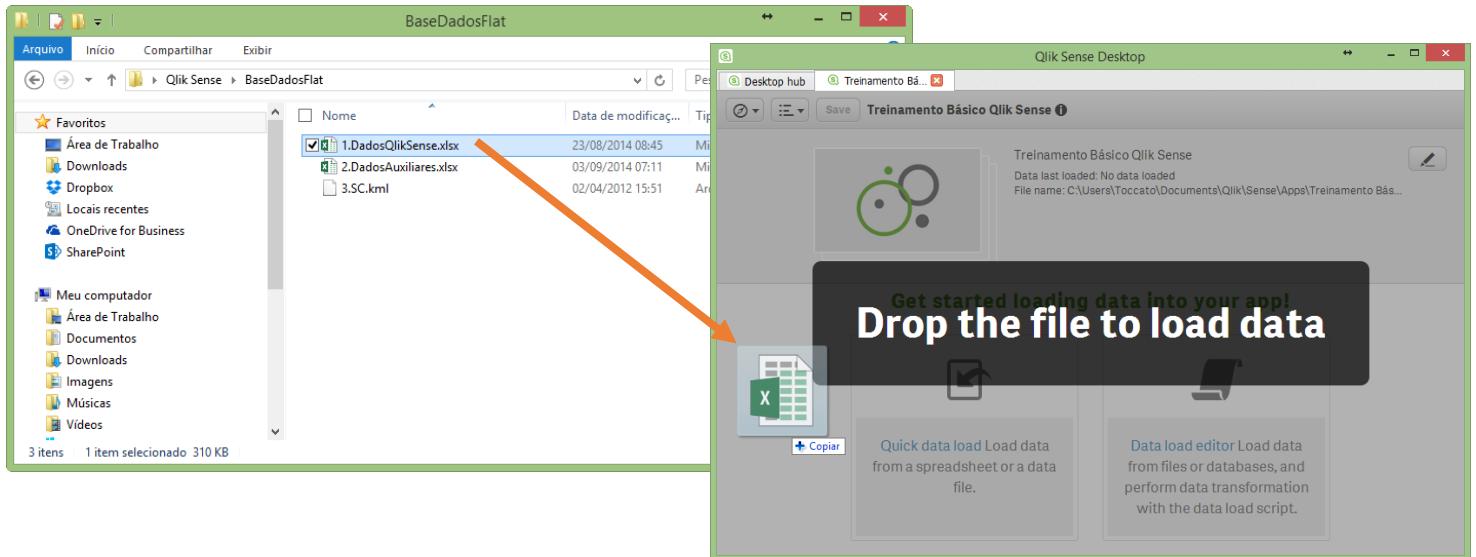 BaseDadosFlat
Arquivo Início Compartilhar Exibir
Qlik Sense BaseDadosFlat
Nome Data de modificaç...
Favoritos
Área de Trabalho
Downloads
Dropbox
Locais recentes
OneDrive for Business
SharePoint
Meu computador
Área de Trabalho
Documentos
Downloads
Imagens
Músicas
Vídeos
1.DadosQlikSense.xlsx 23/08/2014 08:45
2.DadosAuxiliares.xlsx 03/09/2014 07:11
3.SC.kml 02/04/2012 15:51
3 itens 1 item selecionado 310 KB
Qlik Sense Desktop
Desktop hub Treinamento Bá...
Save Treinamento Básico Qlik Sense
Treinamento Básico Qlik Sense
Data last loaded: No data loaded
File name: C:\Users\Toccato\Documents\Qlik\Sense\Apps\Treinamento Bás...
Get started loading data into your app!
Drop the file to load data
X
Copiar
Quick data load Load data
from a spreadsheet or a data
file.
Data load editor Load data
from files or databases, and
perform data transformation
with the data load script.